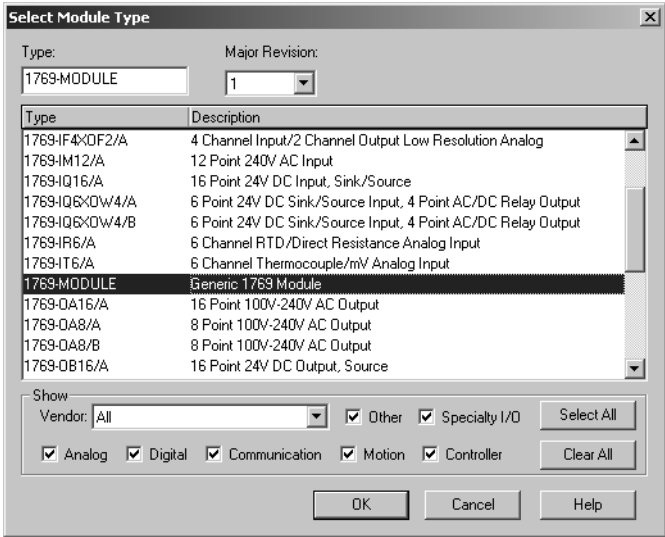 Select Module Type
Type: Major Revision:
1769-MODULE 1
Type Description
1769-IF4XOF2/A 4 Channel Input/2 Channel Output Low Resolution Analog
1769-IM12/A 12 Point 240V AC Input
1769-IQ16/A 16 Point 24V DC Input, Sink/Source
1769-IQ6XOW4/A 6 Point 24V DC Sink/Source Input, 4 Point AC/DC Relay Output
1769-IQ6XOW4/B 6 Point 24V DC Sink/Source Input, 4 Point AC/DC Relay Output
1769-IR6/A 6 Channel RTD/Direct Resistance Analog Input
1769-IT6/A 6 Channel Thermocouple/mV Analog Input
1769-MODULE Generic 1769 Module
1769-OA16/A 16 Point 100V-240V AC Output
1769-OA8/A 8 Point 100V-240V AC Output
1769-OA8/B 8 Point 100V-240V AC Output
1769-OB16/A 16 Point 24V DC Output, Source
Show
Vendor: All Other Specialty I/O Select All
Analog Digital Communication Motion Controller Clear All
OK Cancel Help